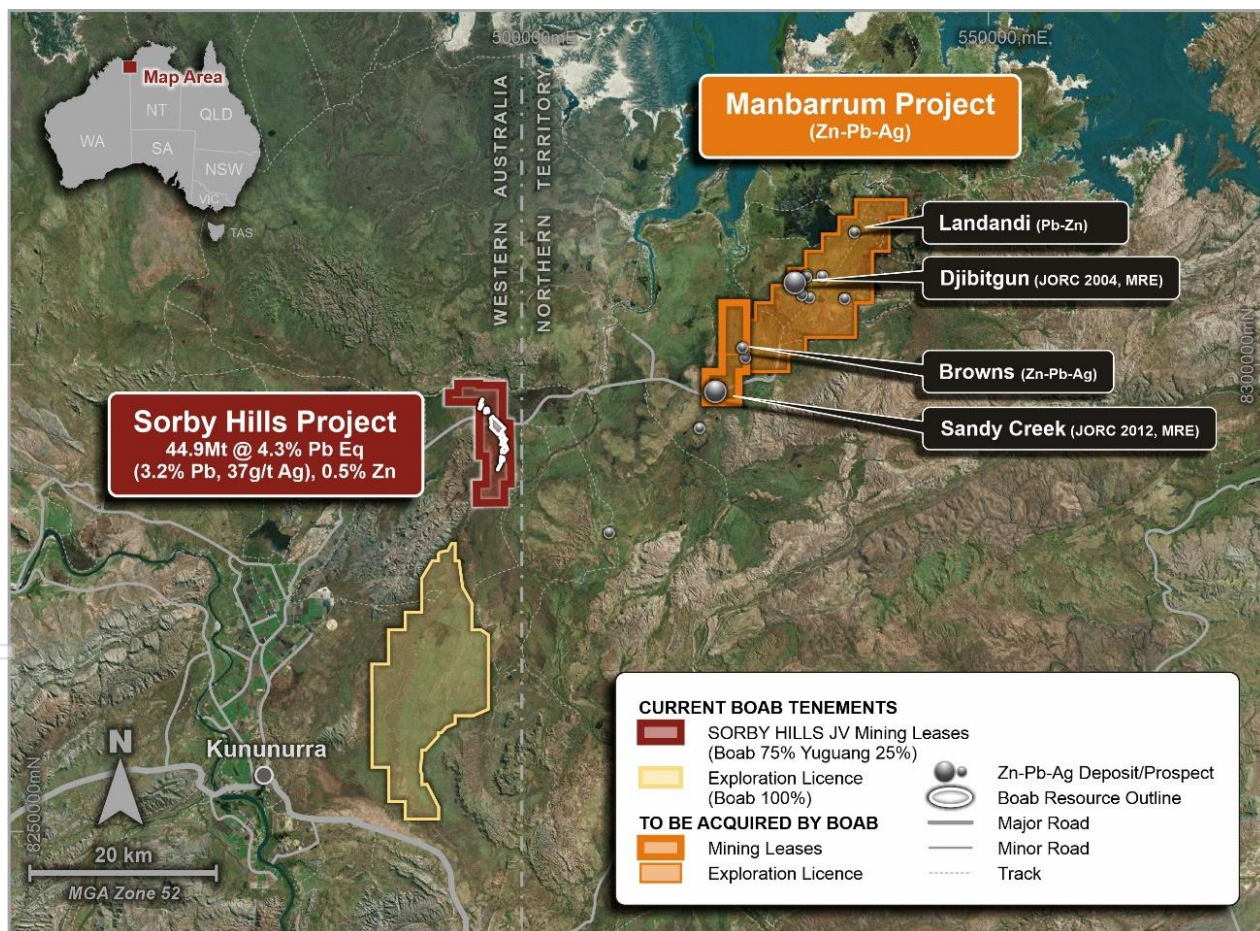 500000mE
550000mE
Map Area
NT
QLD
WA
SA
NSW
VIC
TAS
WESTERN AUSTRALIA
NORTHERN TERRITORY
Manbarrum Project
(Zn-Pb-Ag)
Landandi (Pb-Zn)
Djibitgun (JORC 2004, MRE)
Browns (Zn-Pb-Ag)
Sandy Creek (JORC 2012, MRE)
8300000mN
Sorby Hills Project
44.9Mt @ 4.3% Pb Eq
(3.2% Pb, 37g/t Ag), 0.5% Zn
Kununurra
N
8250000mN
20 km
MGA Zone 52
CURRENT BOAB TENEMENTS
SORBY HILLS JV Mining Leases
(Boab 75% Yuguang 25%)
Exploration Licence
(Boab 100%)
TO BE ACQUIRED BY BOAB
Mining Leases
Exploration Licence
Zn-Pb-Ag Deposit/Prospect
Boab Resource Outline
Major Road
Minor Road
Track